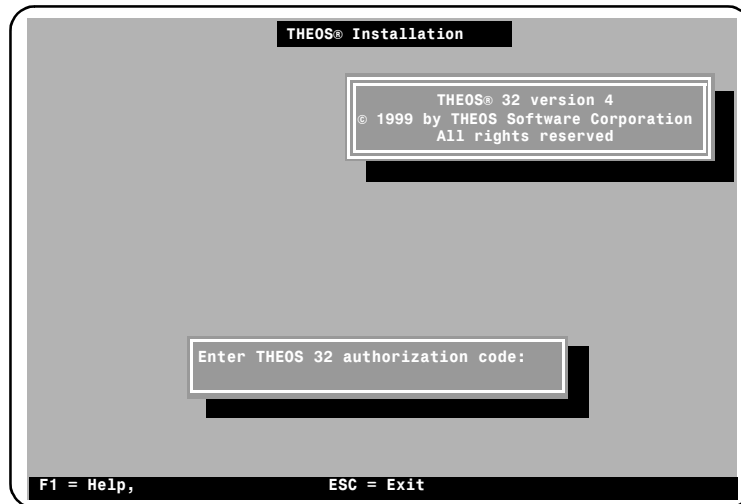 THEOS® Installation
THEOS® 32 version 4
© 1999 by THEOS Software Corporation
All rights reserved
Enter THEOS 32 authorization code:
F1 = Help, ESC = Exit